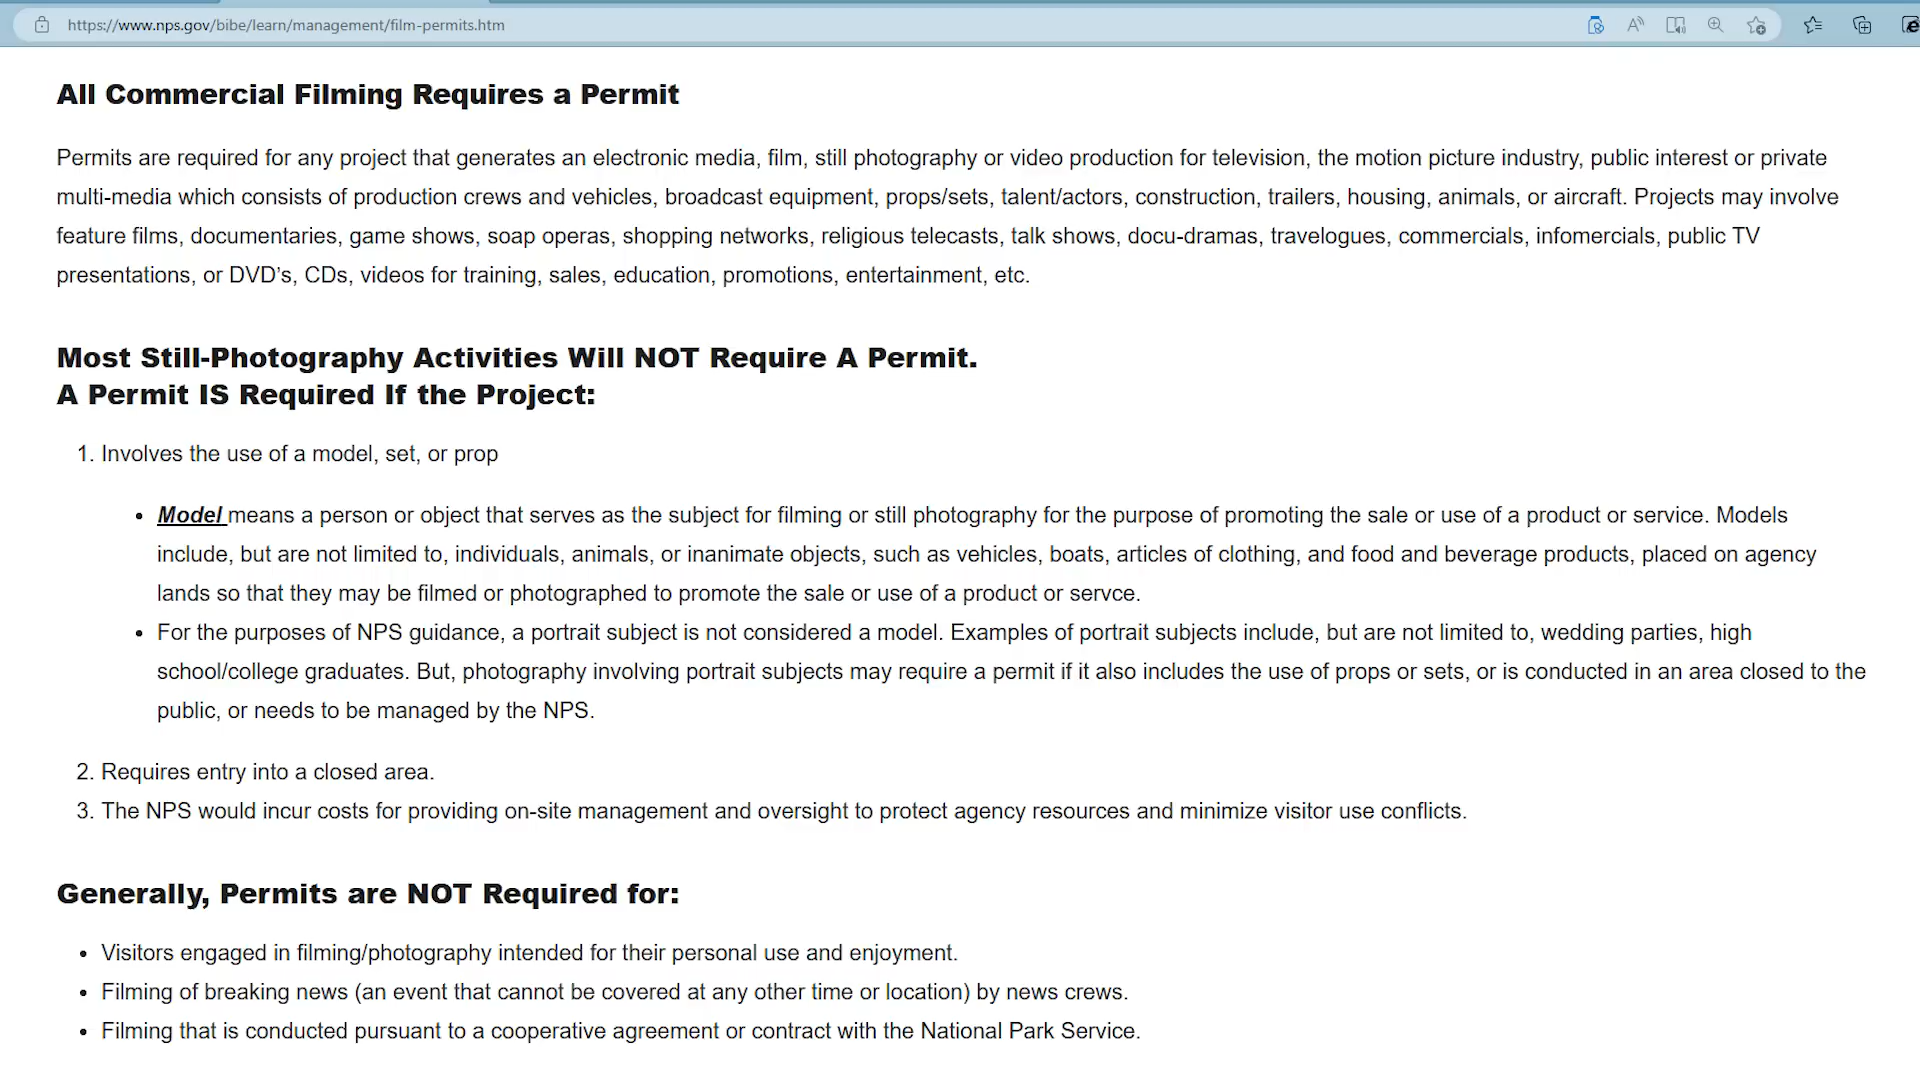 https://www.nps.gov/bibe/learn/management/film-permits.htm
All Commercial Filming Requires a Permit
Permits are required for any project that generates an electronic media, film, still photography or video production for television, the motion picture industry, public interest or private
multi-media which consists of production crews and vehicles, broadcast equipment, props/sets, talent/actors, construction, trailers, housing, animals, or aircraft. Projects may involve
feature films, documentaries, game shows, soap operas, shopping networks, religious telecasts, talk shows, docu-dramas, travelogues, commercials, infomercials, public TV
presentations, or DVD's, CDs, videos for training, sales, education, promotions, entertainment, etc.
Most Still-Photography Activities Will NOT Require A Permit.
A Permit IS Required If the Project:
1. Involves the use of a model, set, or prop
• Model means a person or object that serves as the subject for filming or still photography for the purpose of promoting the sale or use of a product or service. Models
include, but are not limited to, individuals, animals, or inanimate objects, such as vehicles, boats, articles of clothing, and food and beverage products, placed on agency
lands so that they may be filmed or photographed to promote the sale or use of a product or servce.
• For the purposes of NPS guidance, a portrait subject is not considered a model. Examples of portrait subjects include, but are not limited to, wedding parties, high
school/college graduates. But, photography involving portrait subjects may require a permit if it also includes the use of props or sets, or is conducted in an area closed to the
public, or needs to be managed by the NPS.
2. Requires entry into a closed area.
3. The NPS would incur costs for providing on-site management and oversight to protect agency resources and minimize visitor use conflicts.
Generally, Permits are NOT Required for:
• Visitors engaged in filming/photography intended for their personal use and enjoyment.
• Filming of breaking news (an event that cannot be covered at any other time or location) by news crews.
• Filming that is conducted pursuant to a cooperative agreement or contract with the National Park Service.